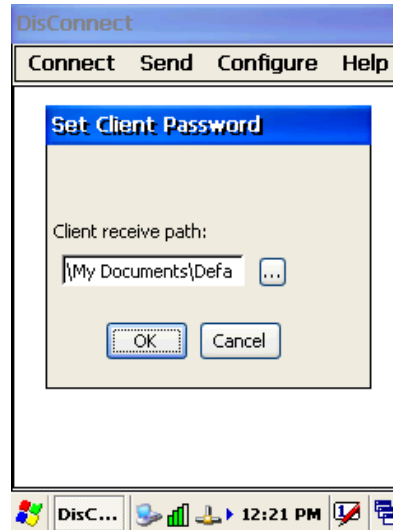 DisConnect
Connect Send Configure Help
Set Client Password
Client receive path:
\My Documents\Defa ...
OK Cancel
DisC... 12:21 PM